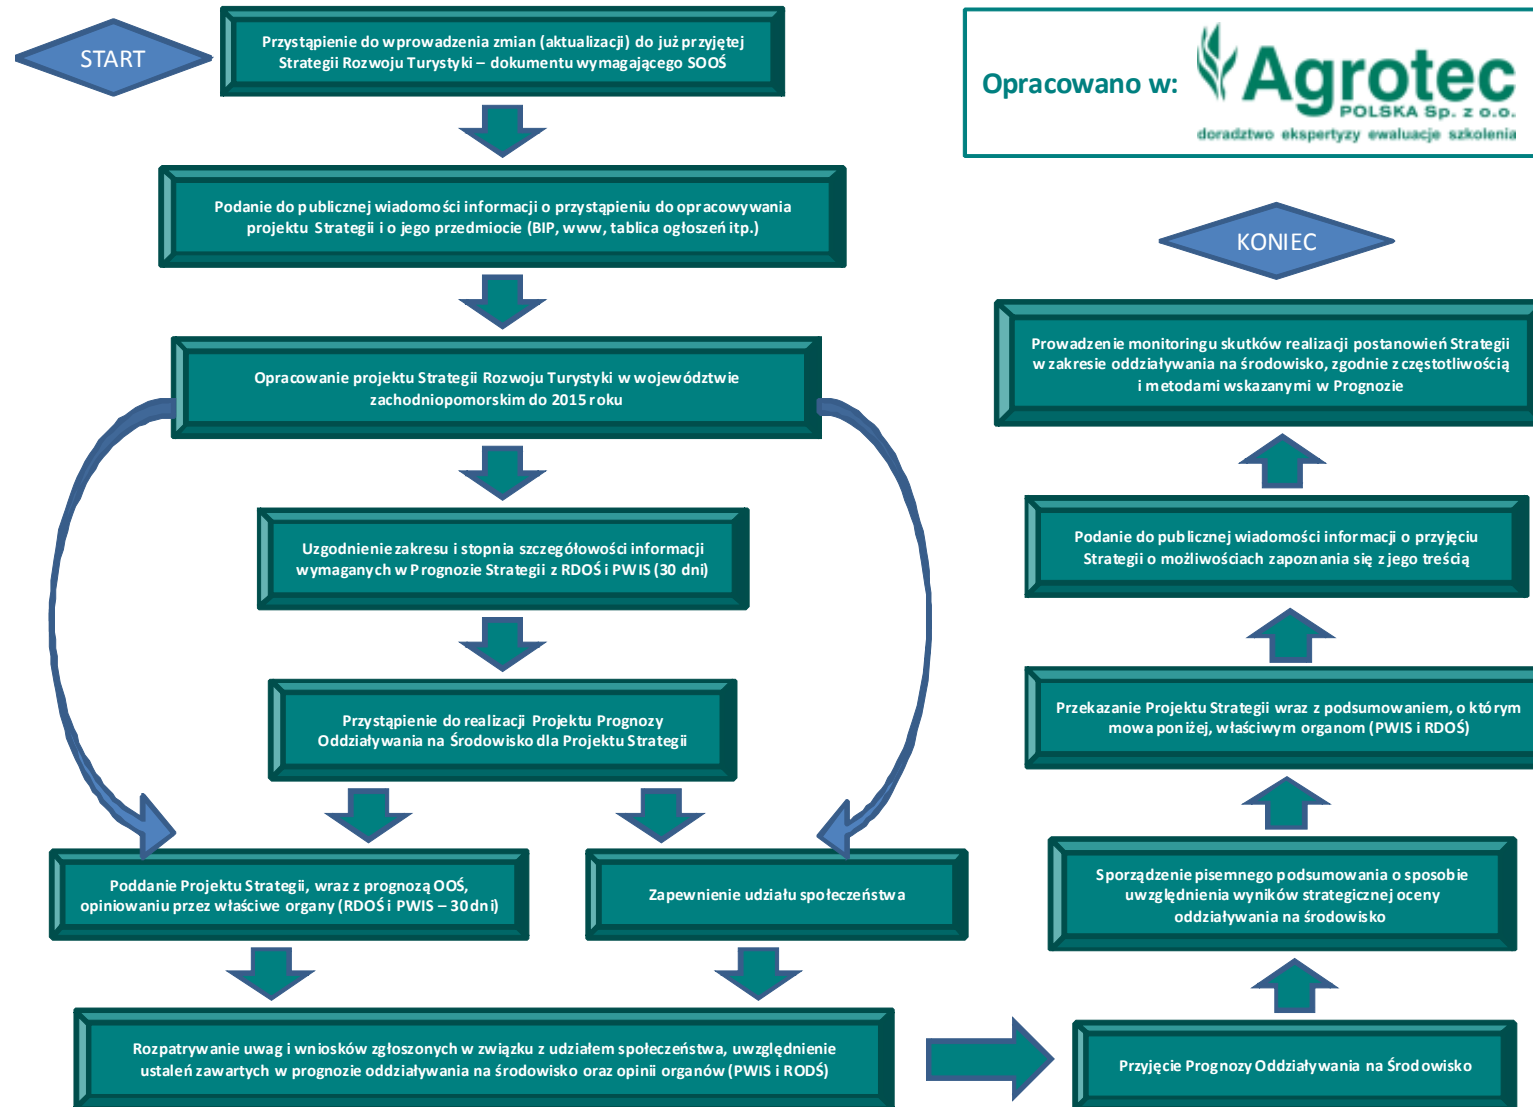 START
Przystąpienie do wprowadzenia zmian (aktualizacji) do już przyjętej
Strategii Rozwoju Turystyki – dokumentu wymagającego SOOŚ
Opracowano w:
Agrotec
POLSKA Sp. z o.o.
doradztwo ekspertyzy ewaluacje szkolenia
Podanie do publicznej wiadomości informacji o przystąpieniu do opracowywania
projektu Strategii i o jego przedmiocie (BIP, www, tablica ogłoszeń itp.)
Opracowanie projektu Strategii Rozwoju Turystyki w województwie
zachodniopomorskim do 2015 roku
Uzgodnienie zakresu i stopnia szczegółowości informacji
wymaganych w Prognozie Strategii z RDOŚ i PWIS (30 dni)
Przystąpienie do realizacji Projektu Prognozy
Oddziaływania na Środowisko dla Projektu Strategii
Poddanie Projektu Strategii, wraz z prognozą OOŚ,
opiniowaniu przez właściwe organy (RDOŚ i PWIS – 30 dni)
Zapewnienie udziału społeczeństwa
Rozpatrywanie uwag i wniosków zgłoszonych w związku z udziałem społeczeństwa, uwzględnienie
ustaleń zawartych w prognozie oddziaływania na środowisko oraz opinii organów (PWIS i RODŚ)
Przyjęcie Prognozy Oddziaływania na Środowisko
Sporządzenie pisemnego podsumowania o sposobie
uwzględnienia wyników strategicznej oceny
oddziaływania na środowisko
Przekazanie Projektu Strategii wraz z podsumowaniem, o którym
mowa poniżej, właściwym organom (PWIS i RDOŚ)
Podanie do publicznej wiadomości informacji o przyjęciu
Strategii o możliwościach zapoznania się z jego treścią
Prowadzenie monitoringu skutków realizacji postanowień Strategii
w zakresie oddziaływania na środowisko, zgodnie z częstotliwością
i metodami wskazanymi w Prognozie
KONIEC